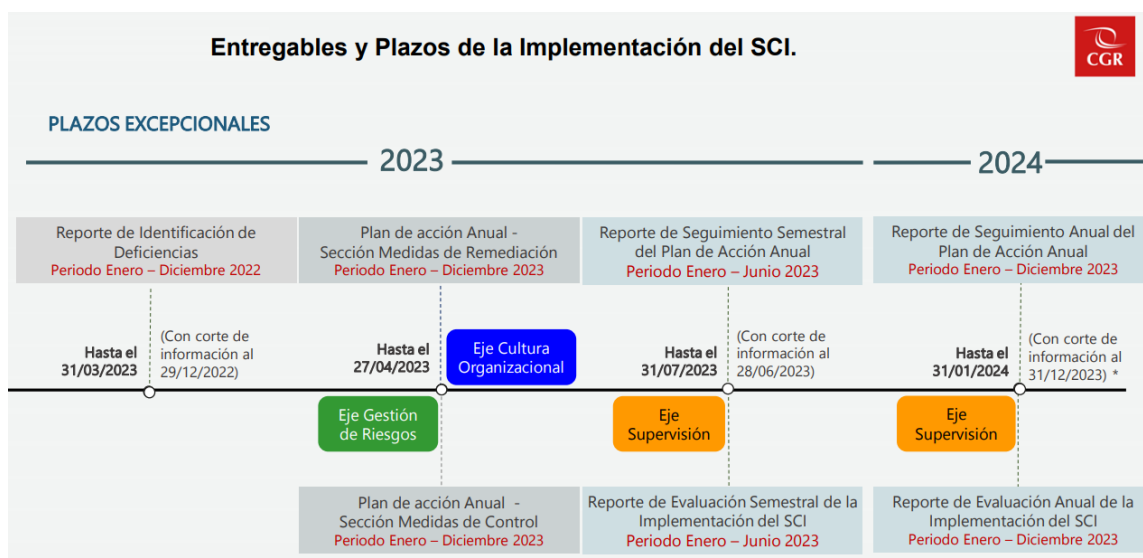 Entregables y Plazos de la Implementación del SCI.
CGR
PLAZOS EXCEPCIONALES
2023
2024
Reporte de Identificación de
Deficiencias
Periodo Enero – Diciembre 2022
Plan de acción Anual -
Sección Medidas de Remediación
Periodo Enero – Diciembre 2023
Reporte de Seguimiento Semestral
del Plan de Acción Anual
Periodo Enero – Junio 2023
Reporte de Seguimiento Anual del
Plan de Acción Anual
Periodo Enero – Diciembre 2023
Hasta el
31/03/2023
(Con corte de
información al
29/12/2022)
Hasta el
27/04/2023
Eje Cultura
Organizacional
Hasta el
31/07/2023
(Con corte de
información al
28/06/2023)
Hasta el
31/01/2024
(Con corte de
información al
31/12/2023) *
Eje Gestión
de Riesgos
Eje
Supervisión
Eje
Supervisión
Plan de acción Anual -
Sección Medidas de Control
Periodo Enero – Diciembre 2023
Reporte de Evaluación Semestral de la
Implementación del SCI
Periodo Enero – Junio 2023
Reporte de Evaluación Anual de la
Implementación del SCI
Periodo Enero – Diciembre 2023